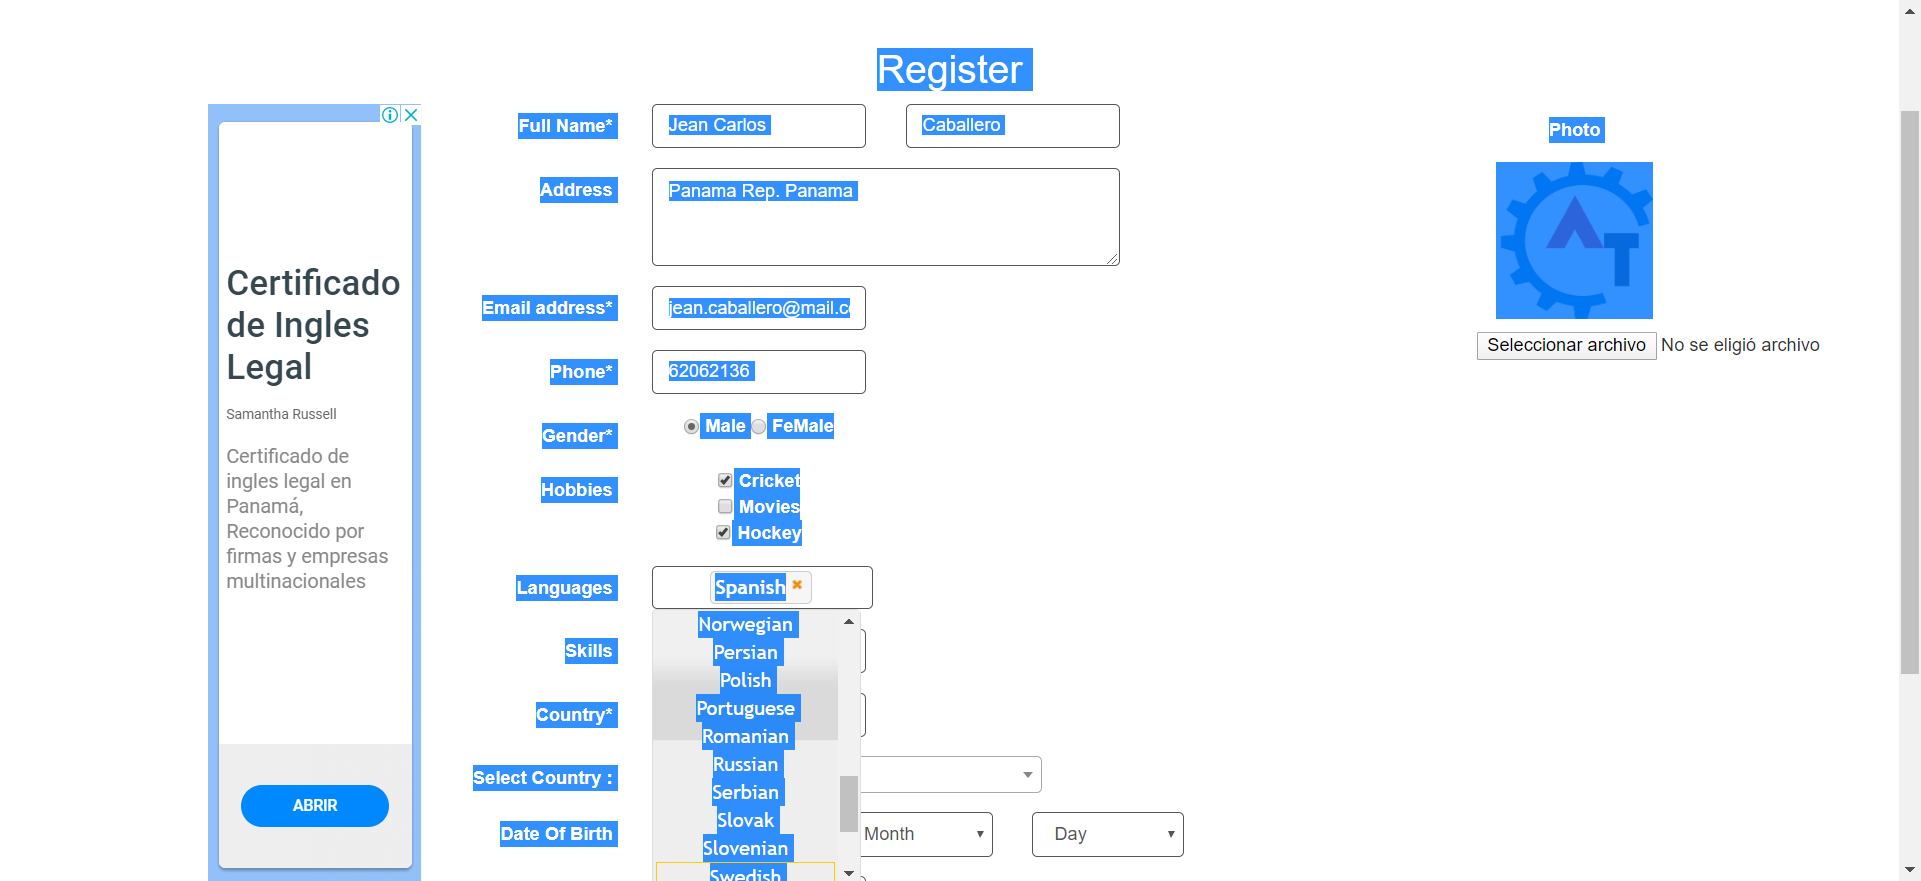 Register
Certificado
de Ingles
Legal
Samantha Russell
Certificado de
ingles legal en
Panamá,
Reconocido por
firmas y empresas
multinacionales
ABRIR
Full Name* Jean Carlos Caballero
Address Panama Rep. Panama
Email address* jean.caballero@mail.c
Phone* 62062136
Gender* Male FeMale
Hobbies Cricket
Movies
Hockey
Languages Spanish
Norwegian
Persian
Polish
Portuguese
Romanian
Russian
Serbian
Slovak
Slovenian
Swedish
Skills
Country*
Select Country :
Date Of Birth Month Day
Photo
AT
Seleccionar archivo No se eligió archivo